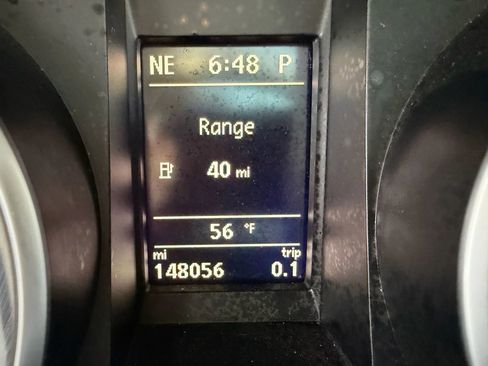 NE 6:48 P
Range
40 mi
56 °F
mi trip
148056 0.1